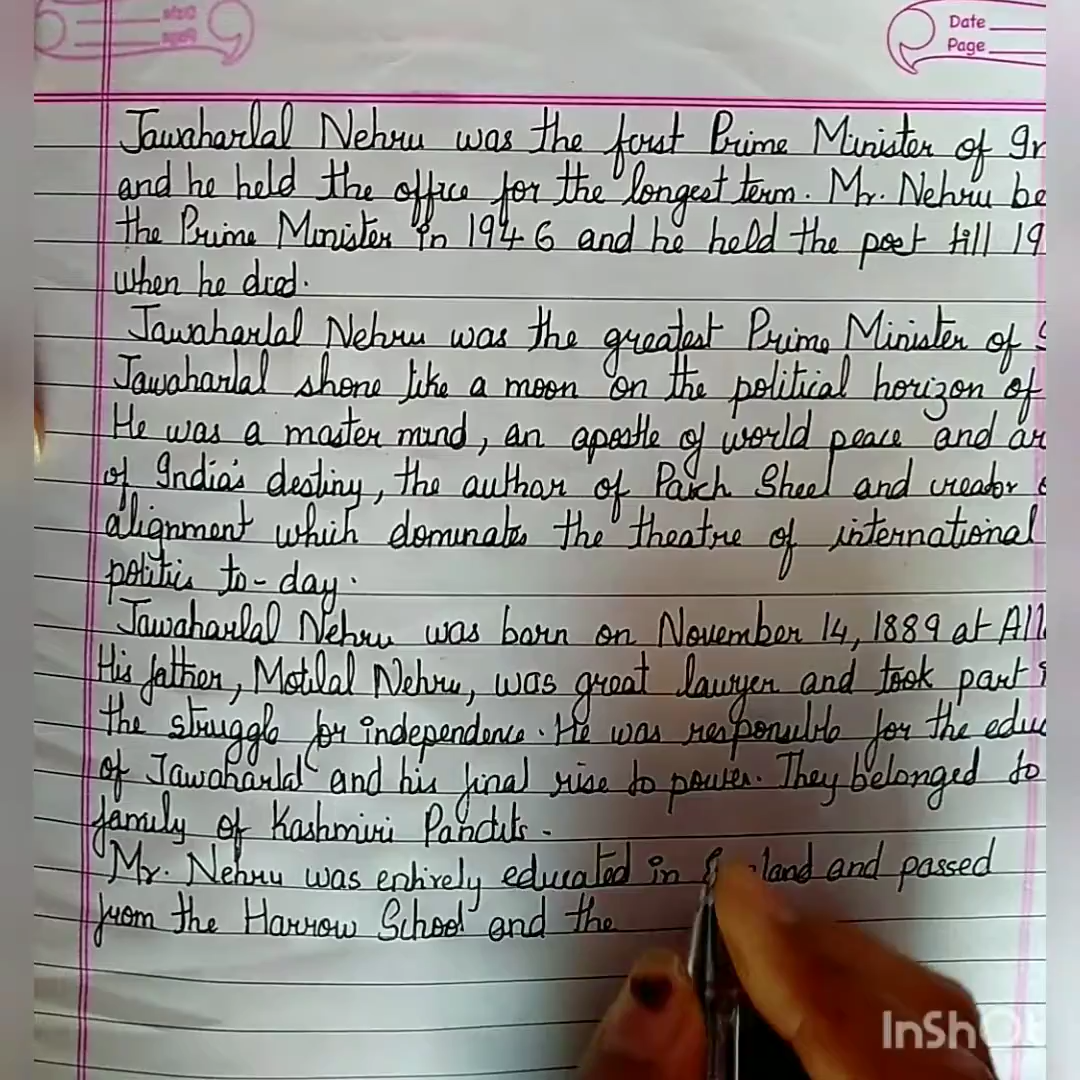 Date
Page
Jawaharlal Nehru was the first Prime Minister of In
and he held the office for the longest term. Mr. Nehru be
the Prime Minister in 1946 and he held the post till 19
when he died.
Jawaharlal Nehru was the greatest Prime Minister of
Jawaharlal shone like a moon on the political horizon of
He was a master mind, an apostle of world peace and ar
of India's destiny, the author of Panch Sheel and creator
alignment which dominates the theatre of international
politics to-day.
Jawaharlal Nehru was born on November 14, 1889 at All
His father, Motilal Nehru, was great lawyer and took part i
the struggle for independence. He was responsible for the edu
of Jawaharlal and his final rise to power. They belonged to
family of Kashmiri Pandits.
Mr. Nehru was entirely educated in and passed
from the Harrow School and the
InShOt